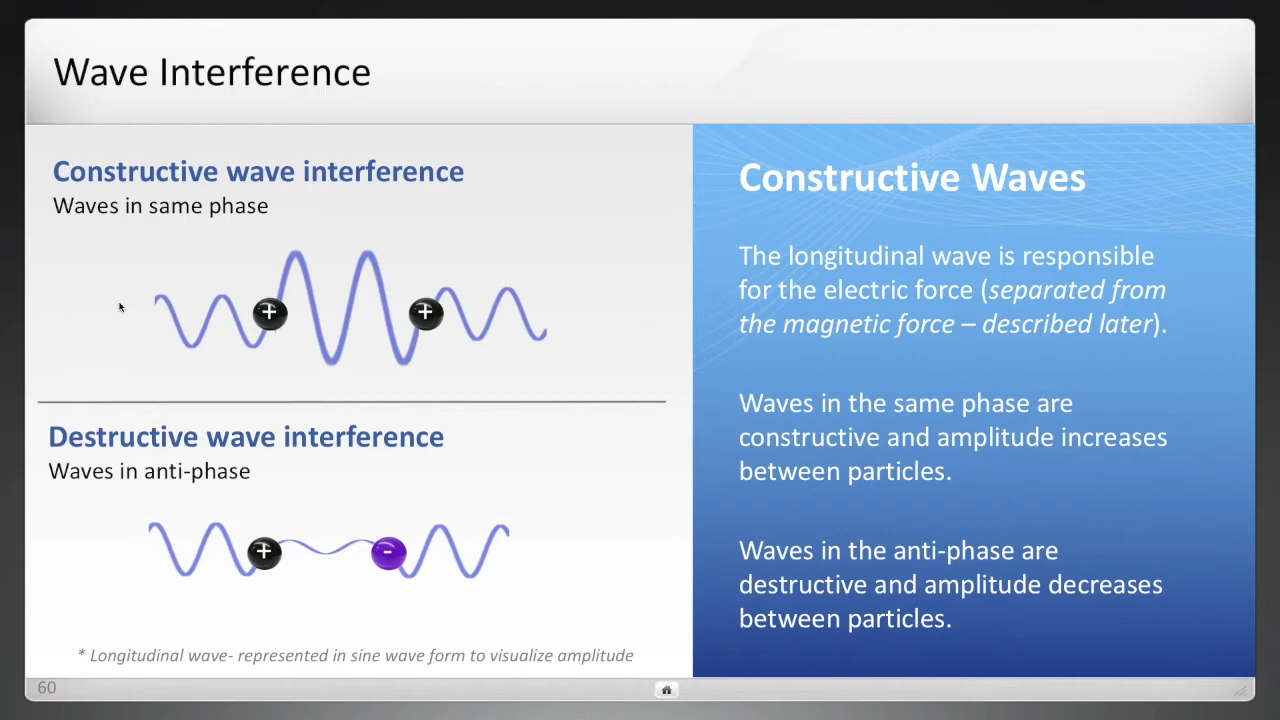 Wave Interference
Constructive wave interference
Waves in same phase
+
+
Destructive wave interference
Waves in anti-phase
+
-
* Longitudinal wave- represented in sine wave form to visualize amplitude
60
Constructive Waves
The longitudinal wave is responsible
for the electric force (separated from
the magnetic force – described later).
Waves in the same phase are
constructive and amplitude increases
between particles.
Waves in the anti-phase are
destructive and amplitude decreases
between particles.